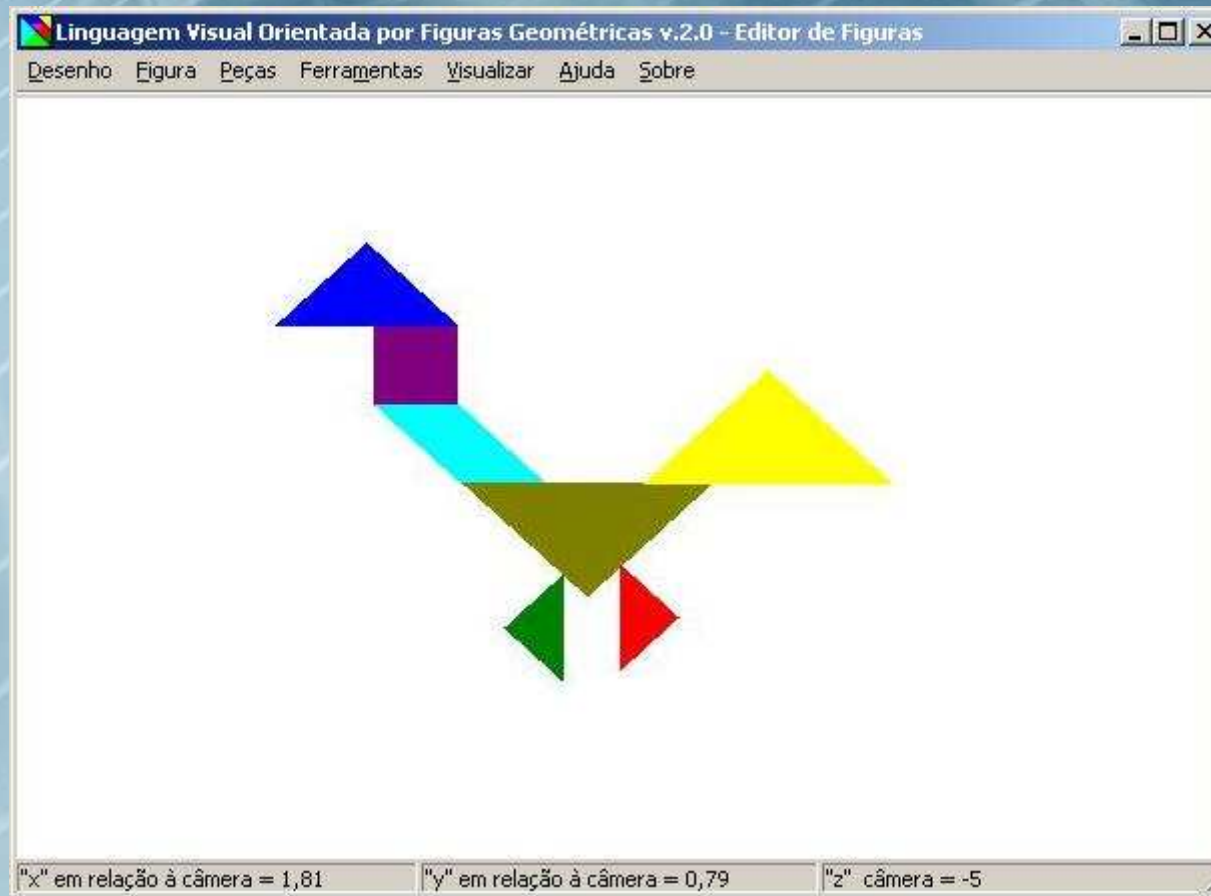 Linguagem Visual Orientada por Figuras Geométricas v.2.0 - Editor de Figuras
Desenho Figura Peças Ferramentas Visualizar Ajuda Sobre
"x" em relação à câmera = 1,81 "y" em relação à câmera = 0,79 "z" câmera = -5